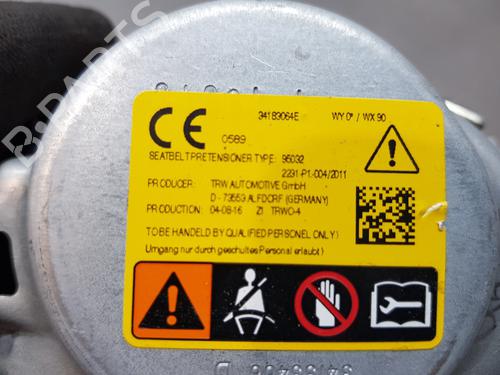 34183064E WY 0° / WX 90
CE 0589
SEATBELT PRETENSIONER TYPE: 95032
2231-P1-004/2011
PRODUCER TRW AUTOMOTIVE GmbH
D - 73553 ALFDORF (GERMANY)
PRODUCTION: 04-08-16 Z1 TRWO-4
TO BE HANDLED BY QUALIFIED PERSONEL ONLY)
Umgang nur durch geschultes Personal erlaubt)
B-PARTS